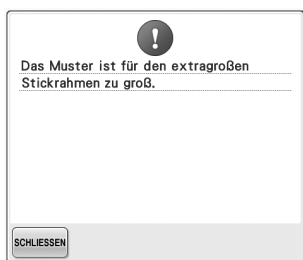 Das Muster ist für den extragroßen
Stickrahmen zu groß.
SCHLIESSEN